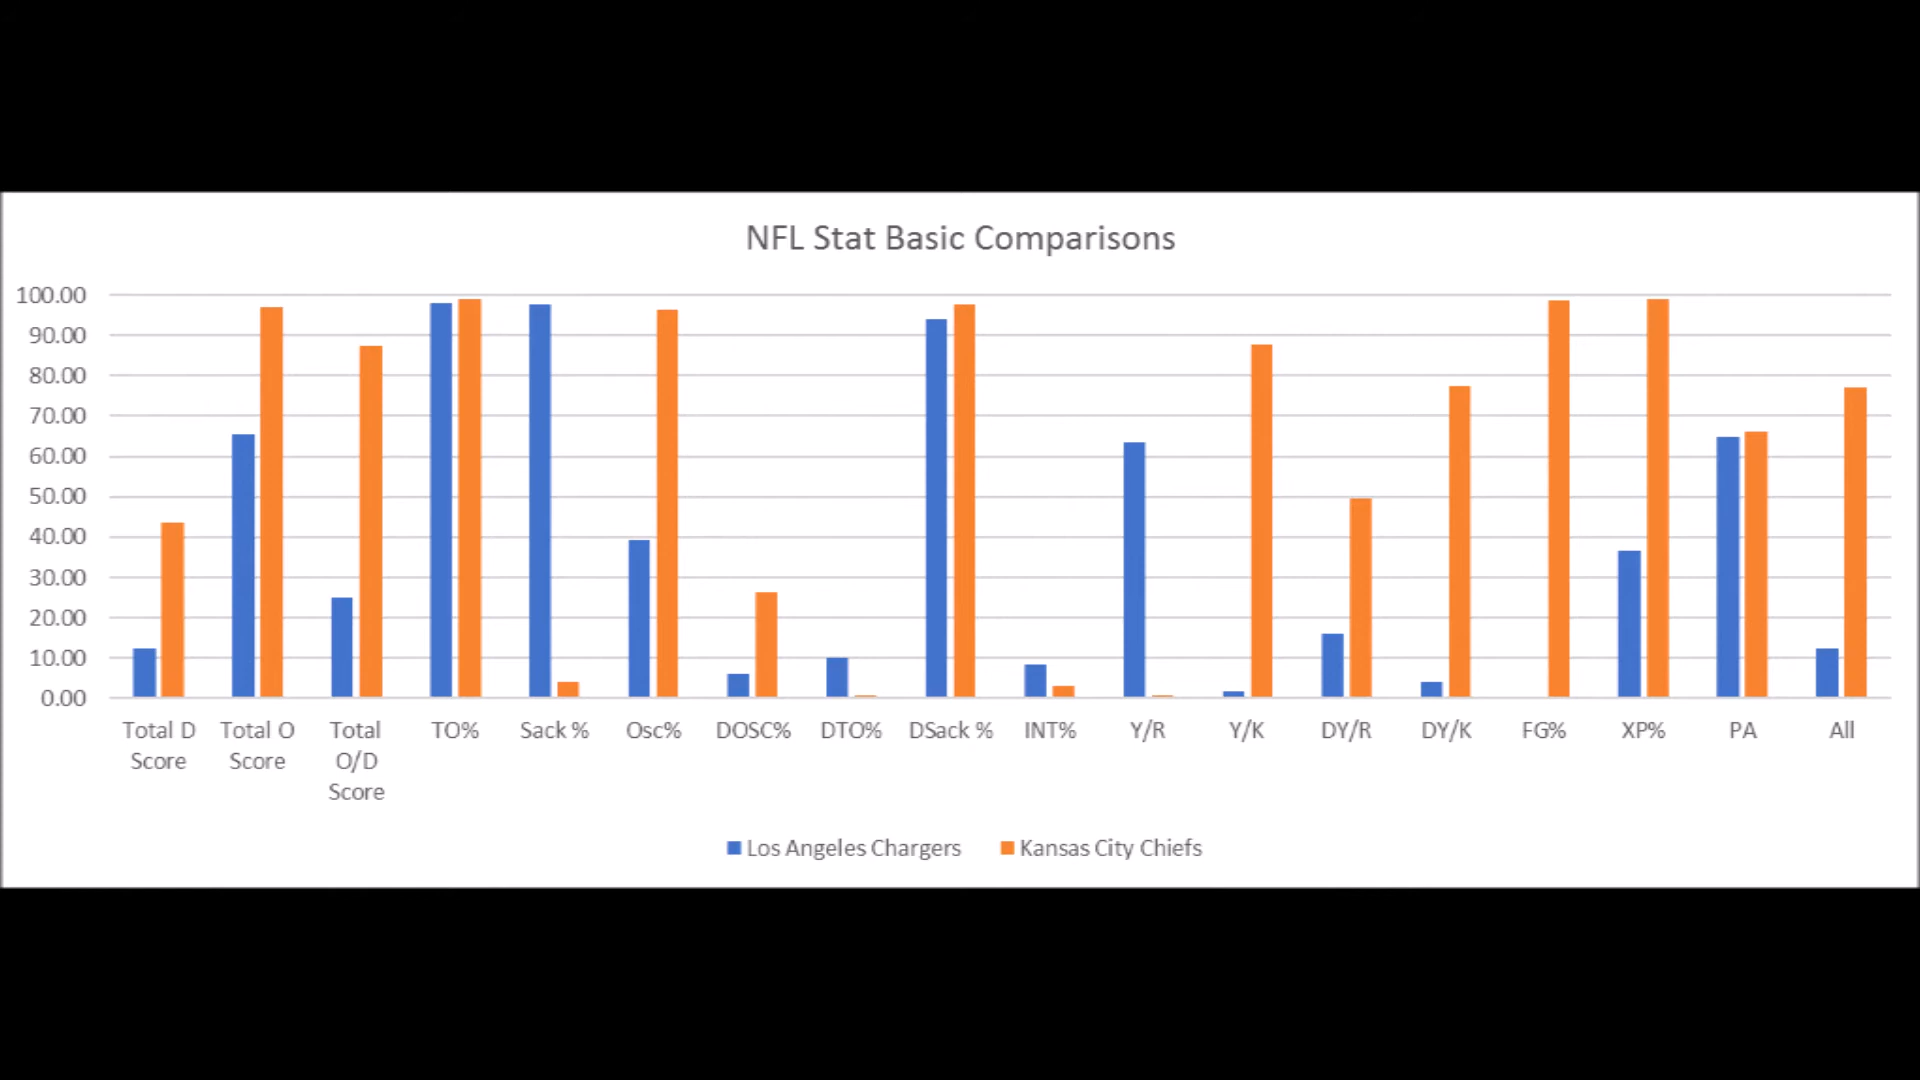 NFL Stat Basic Comparisons
100.00
90.00
80.00
70.00
60.00
50.00
40.00
30.00
20.00
10.00
0.00
Total D Score
Total O Score
Total O/D Score
TO%
Sack %
Osc%
DOSC%
DTO%
DSack %
INT%
Y/R
Y/K
DY/R
DY/K
FG%
XP%
PA
All
Los Angeles Chargers
Kansas City Chiefs